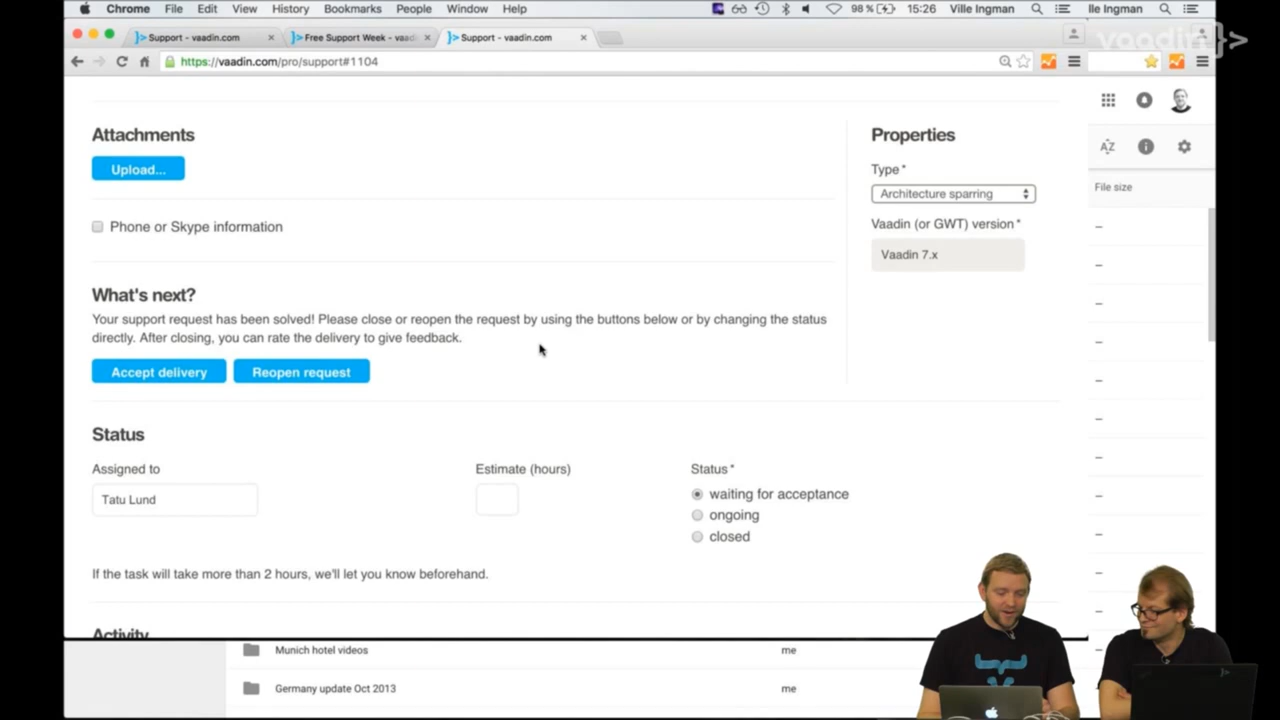 Chrome File Edit View History Bookmarks People Window Help 98% 15:26 Ville Ingman lle Ingman
Support - vaadin.com Free Support Week - vaadi Support - vaadin.com
vaadin}>
https://vaadin.com/pro/support#1104
Attachments
Upload...
Phone or Skype information
What's next?
Your support request has been solved! Please close or reopen the request by using the buttons below or by changing the status
directly. After closing, you can rate the delivery to give feedback.
Accept delivery Reopen request
Properties
Type *
Architecture sparring
Vaadin (or GWT) version *
Vaadin 7.x
AZ
File size
Status
Assigned to
Tatu Lund
Estimate (hours)
Status *
waiting for acceptance
ongoing
closed
If the task will take more than 2 hours, we'll let you know beforehand.
Activity
Munich hotel videos me
Germany update Oct 2013 me